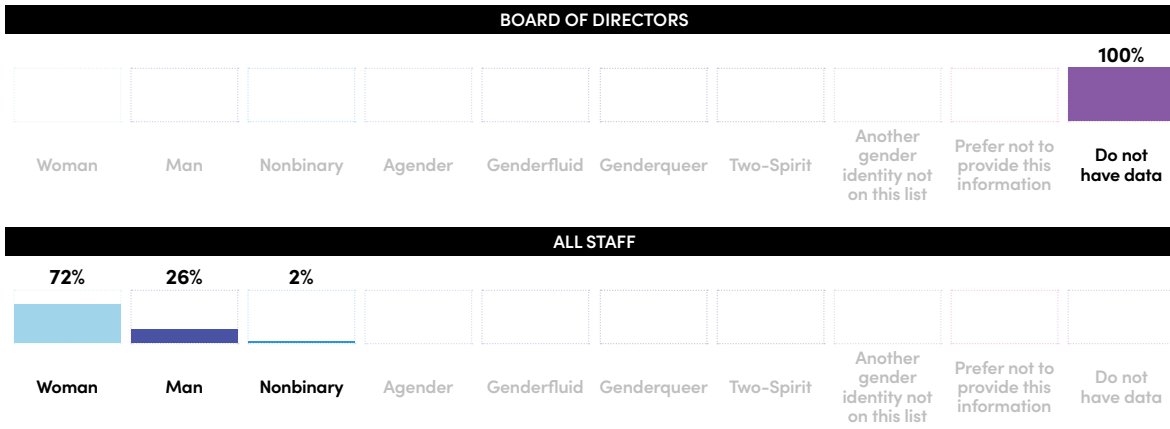 BOARD OF DIRECTORS
100%
Woman
Man
Nonbinary
Agender
Genderfluid
Genderqueer
Two-Spirit
Another
gender
identity not
on this list
Prefer not to
provide this
information
Do not
have data
ALL STAFF
72%
26%
2%
Woman
Man
Nonbinary
Agender
Genderfluid
Genderqueer
Two-Spirit
Another
gender
identity not
on this list
Prefer not to
provide this
information
Do not
have data